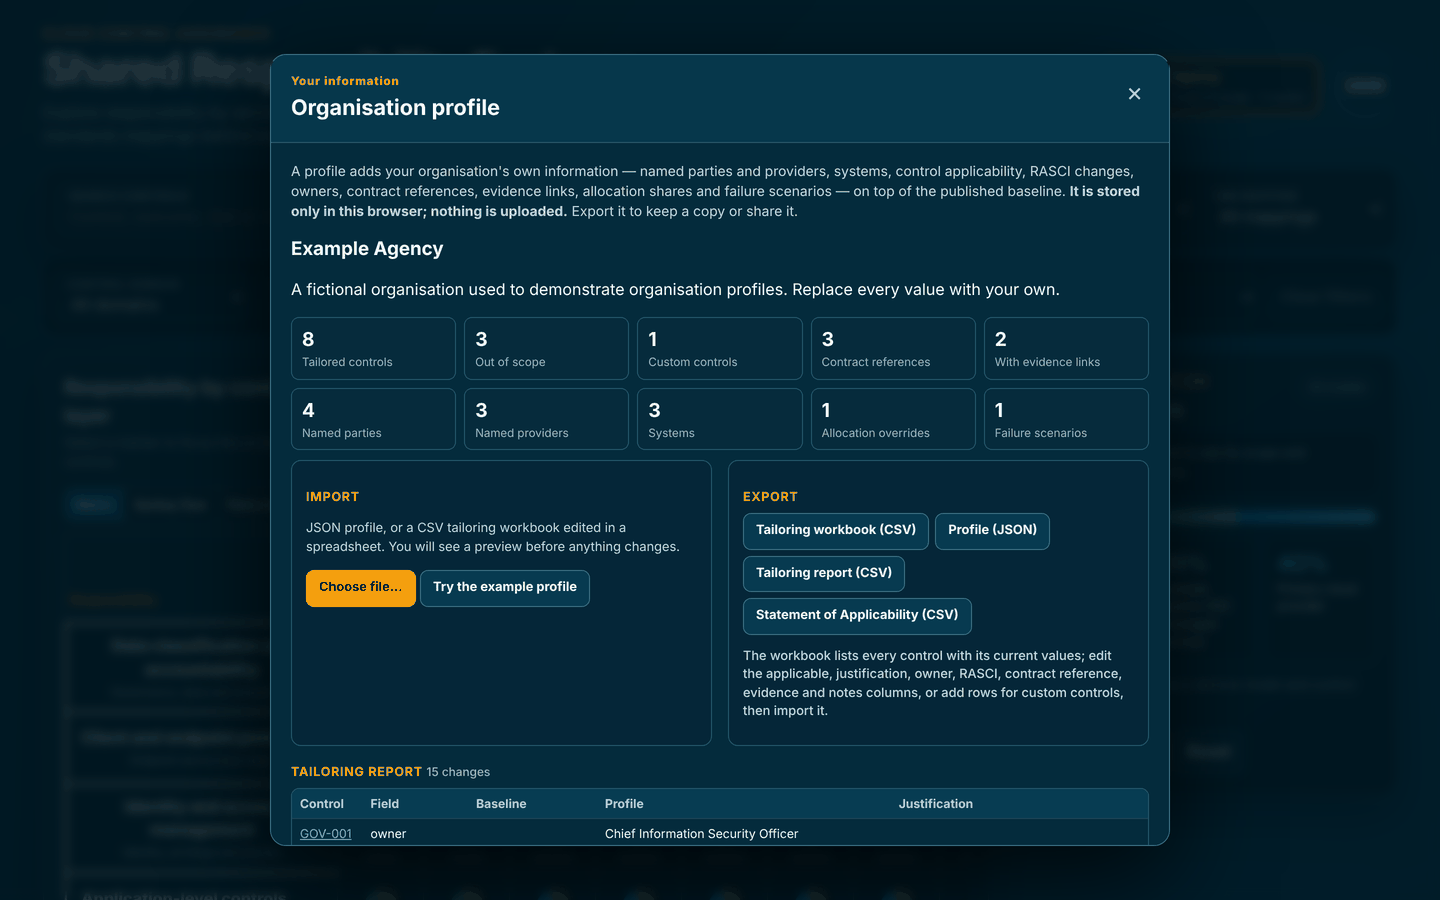 Your information
Organisation profile
A profile adds your organisation's own information — named parties and providers, systems, control applicability, RASCI changes,
owners, contract references, evidence links, allocation shares and failure scenarios — on top of the published baseline. It is stored
only in this browser; nothing is uploaded. Export it to keep a copy or share it.
Example Agency
A fictional organisation used to demonstrate organisation profiles. Replace every value with your own.
8 3 1 3 2
Tailored controls Out of scope Custom controls Contract references With evidence links
4 3 3 1 1
Named parties Named providers Systems Allocation overrides Failure scenarios
IMPORT
JSON profile, or a CSV tailoring workbook edited in a
spreadsheet. You will see a preview before anything changes.
Choose file... Try the example profile
EXPORT
Tailoring workbook (CSV) Profile (JSON)
Tailoring report (CSV)
Statement of Applicability (CSV)
The workbook lists every control with its current values; edit
the applicable, justification, owner, RASCI, contract reference,
evidence and notes columns, or add rows for custom controls,
then import it.
TAILORING REPORT 15 changes
Control Field Baseline Profile Justification
GOV-001 owner Chief Information Security Officer